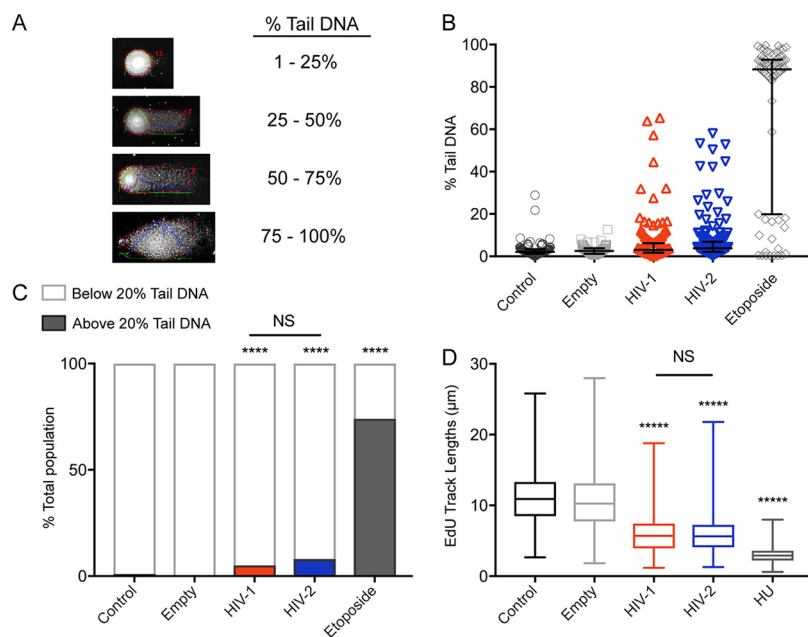 A
% Tail DNA
1 - 25%
25 - 50%
50 - 75%
75 - 100%
B
% Tail DNA
100
80
60
40
20
0
Control
Empty
HIV-1
HIV-2
Etoposide
C
Below 20% Tail DNA
Above 20% Tail DNA
NS
****
****
****
% Total population
100
50
0
Control
Empty
HIV-1
HIV-2
Etoposide
D
NS
*****
*****
*****
EdU Track Lengths (µm)
30
20
10
0
Control
Empty
HIV-1
HIV-2
HU